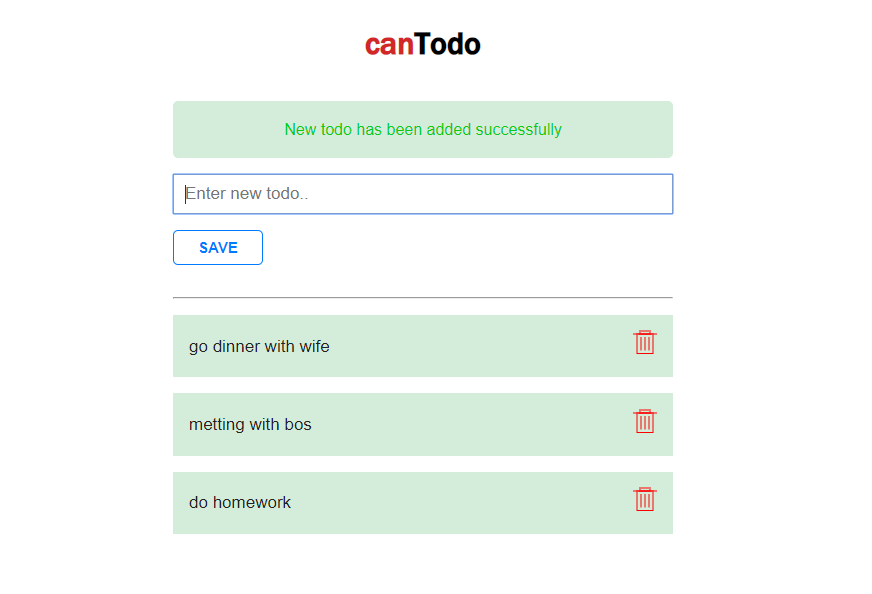 canTodo
New todo has been added successfully
Enter new todo..
SAVE
go dinner with wife
metting with bos
do homework